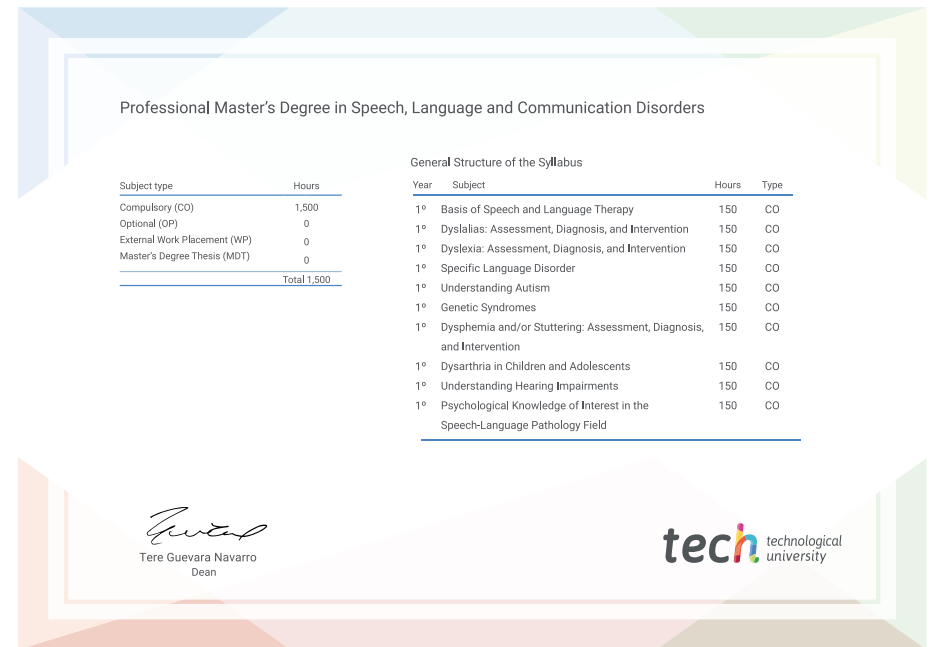 Professional Master's Degree in Speech, Language and Communication Disorders
Subject type Hours
Compulsory (CO) 1,500
Optional (OP) 0
External Work Placement (WP) 0
Master's Degree Thesis (MDT) 0
Total 1,500
General Structure of the Syllabus
Year Subject Hours Type
1º Basis of Speech and Language Therapy 150 CO
1º Dyslalias: Assessment, Diagnosis, and Intervention 150 CO
1º Dyslexia: Assessment, Diagnosis, and Intervention 150 CO
1º Specific Language Disorder 150 CO
1º Understanding Autism 150 CO
1º Genetic Syndromes 150 CO
1º Dysphemia and/or Stuttering: Assessment, Diagnosis, 150 CO
and Intervention
1º Dysarthria in Children and Adolescents 150 CO
1º Understanding Hearing Impairments 150 CO
1º Psychological Knowledge of Interest in the 150 CO
Speech-Language Pathology Field
Tere Guevara Navarro
Dean
tech technological
university